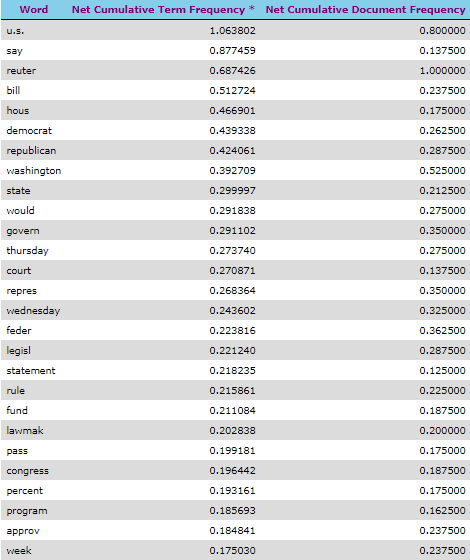 Word Net Cumulative Term Frequency * Net Cumulative Document Frequency
u.s. 1.063802 0.800000
say 0.877459 0.137500
reuter 0.687426 1.000000
bill 0.512724 0.237500
hous 0.466901 0.175000
democrat 0.439338 0.262500
republican 0.424061 0.287500
washington 0.392709 0.525000
state 0.299997 0.212500
would 0.291838 0.275000
govern 0.291102 0.350000
thursday 0.273740 0.275000
court 0.270871 0.137500
repres 0.268364 0.350000
wednesday 0.243602 0.325000
feder 0.223816 0.362500
legisl 0.221240 0.287500
statement 0.218235 0.125000
rule 0.215861 0.225000
fund 0.211084 0.187500
lawmak 0.202838 0.200000
pass 0.199181 0.175000
congress 0.196442 0.187500
percent 0.193161 0.175000
program 0.185693 0.162500
approv 0.184841 0.237500
week 0.175030 0.237500